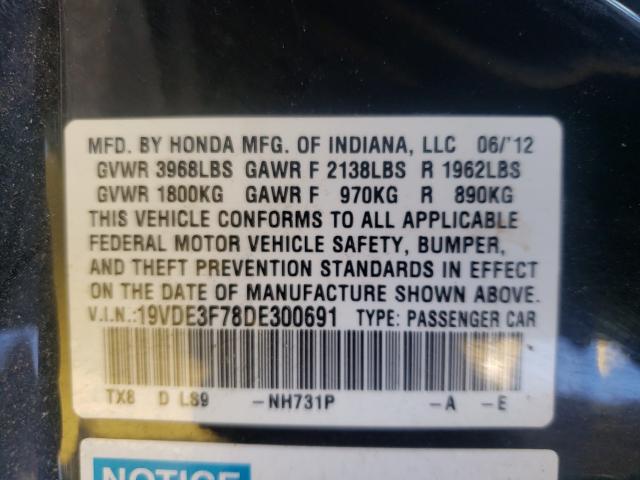 MFD. BY HONDA MFG. OF INDIANA, LLC 06/'12
GVWR 3968LBS GAWR F 2138LBS R 1962LBS
GVWR 1800KG GAWR F 970KG R 890KG
THIS VEHICLE CONFORMS TO ALL APPLICABLE
FEDERAL MOTOR VEHICLE SAFETY, BUMPER,
AND THEFT PREVENTION STANDARDS IN EFFECT
ON THE DATE OF MANUFACTURE SHOWN ABOVE.
V.I.N.:19VDE3F78DE300691 TYPE: PASSENGER CAR
TX8 D LS9 -NH731P -A -E
NOTICE